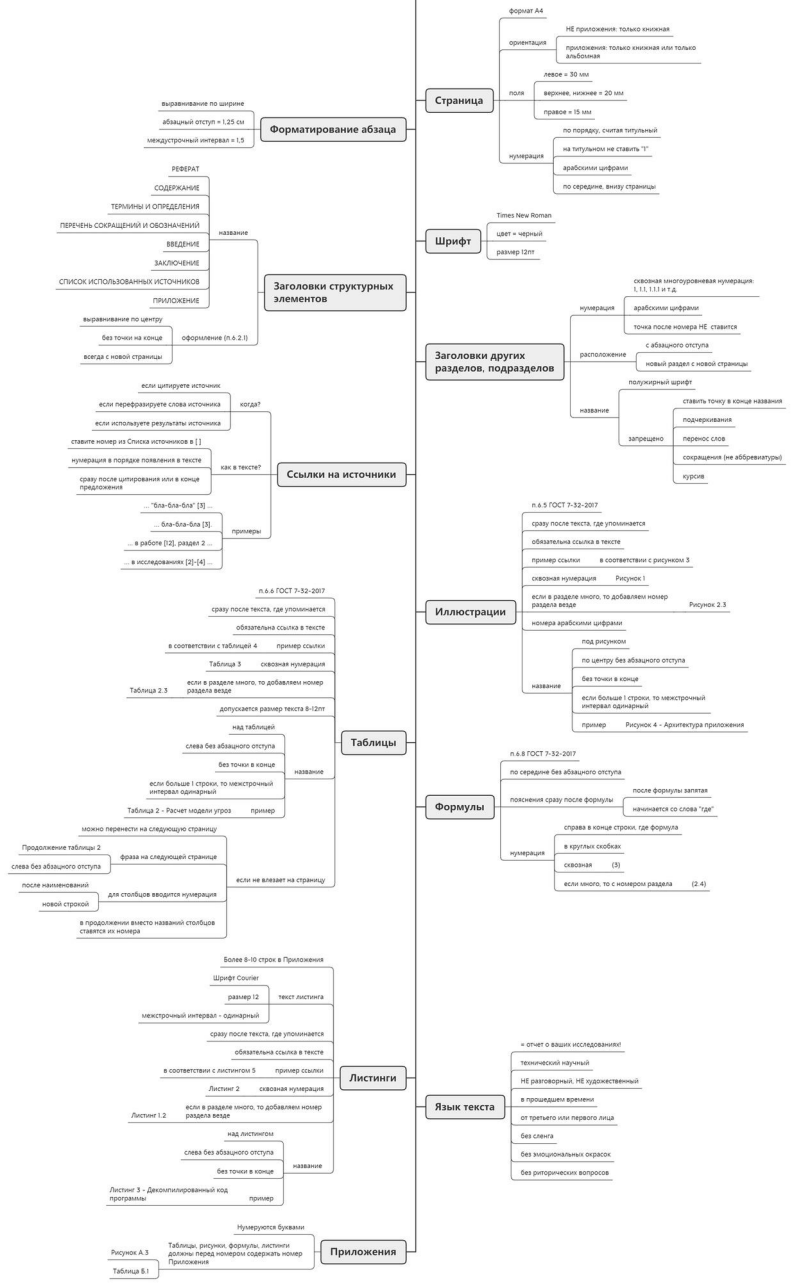 формат А4
ориентация
НЕ приложения: только книжная
приложения: только книжная или только
альбомная
Страница
поля
левое = 30 мм
верхнее, нижнее = 20 мм
правое = 15 мм
нумерация
по порядку, считая титульный
на титульном не ставить "1"
арабскими цифрами
по середине, внизу страницы
выравнивание по ширине
абзацный отступ = 1,25 см
междустрочный интервал = 1,5
Форматирование абзаца
Шрифт
Times New Roman
цвет = черный
размер 12пт
РЕФЕРАТ
СОДЕРЖАНИЕ
ТЕРМИНЫ И ОПРЕДЕЛЕНИЯ
ПЕРЕЧЕНЬ СОКРАЩЕНИЙ И ОБОЗНАЧЕНИЙ
ВВЕДЕНИЕ
ЗАКЛЮЧЕНИЕ
СПИСОК ИСПОЛЬЗОВАННЫХ ИСТОЧНИКОВ
ПРИЛОЖЕНИЕ
название
Заголовки структурных
элементов
выравнивание по центру
без точки на конце
всегда с новой страницы
оформление (п.6.2.1)
Заголовки других
разделов, подразделов
нумерация
сквозная многоуровневая нумерация:
1, 1.1, 1.1.1 и т.д.
арабскими цифрами
точка после номера НЕ ставится
расположение
с абзацного отступа
новый раздел с новой страницы
название
полужирный шрифт
запрещено
ставить точку в конце названия
подчеркивания
перенос слов
сокращения (не аббревиатуры)
курсив
если цитируете источник
если перефразируете слова источника
если используете результаты источника
когда?
ставите номер из Списка источников в [ ]
нумерация в порядке появления в тексте
сразу после цитирования или в конце
предложения
как в тексте?
Ссылки на источники
... "бла-бла-бла" [3] ...
... бла-бла-бла [3].
... в работе [12], раздел 2 ...
... в исследованиях [2]-[4] ...
примеры
Иллюстрации
п.6.5 ГОСТ 7-32-2017
сразу после текста, где упоминается
обязательна ссылка в тексте
пример ссылки в соответствии с рисунком 3
сквозная нумерация Рисунок 1
если в разделе много, то добавляем номер
раздела везде Рисунок 2.3
номера арабскими цифрами
название
под рисунком
по центру без абзацного отступа
без точки в конце
если больше 1 строки, то межстрочный
интервал одинарный
пример Рисунок 4 - Архитектура приложения
п.6.6 ГОСТ 7-32-2017
сразу после текста, где упоминается
обязательна ссылка в тексте
в соответствии с таблицей 4 пример ссылки
Таблица 3 сквозная нумерация
если в разделе много, то добавляем номер
Таблица 2.3 раздела везде
допускается размер текста 8-12пт
над таблицей
слева без абзацного отступа
без точки в конце
если больше 1 строки, то межстрочный
интервал одинарный
Таблица 2 - Расчет модели угроз пример
название
Таблицы
можно перенести на следующую страницу
Продолжение таблицы 2
слева без абзацного отступа
фраза на следующей странице
после наименований
новой строкой
для столбцов вводится нумерация
в продолжении вместо названий столбцов
ставятся их номера
если не влезает на страницу
Формулы
п.6.8 ГОСТ 7-32-2017
по середине без абзацного отступа
пояснения сразу после формулы
после формулы запятая
начинается со слова "где"
нумерация
справа в конце строки, где формула
в круглых скобках
сквозная (3)
если много, то с номером раздела (2.4)
Более 8-10 строк в Приложения
Шрифт Courier
размер 12
межстрочный интервал - одинарный
текст листинга
сразу после текста, где упоминается
обязательна ссылка в тексте
в соответствии с листингом 5 пример ссылки
Листинг 2 сквозная нумерация
если в разделе много, то добавляем номер
Листинг 1.2 раздела везде
над листингом
слева без абзацного отступа
без точки в конце
Листинг 3 - Декомпилированный код
программы пример
название
Листинги
Язык текста
= отчет о ваших исследованиях!
технический научный
НЕ разговорный, НЕ художественный
в прошедшем времени
от третьего или первого лица
без сленга
без эмоциональных окрасок
без риторических вопросов
Нумеруются буквами
Таблицы, рисунки, формулы, листинги
должны перед номером содержать номер
Приложения
Рисунок А.3
Таблица Б.1
Приложения